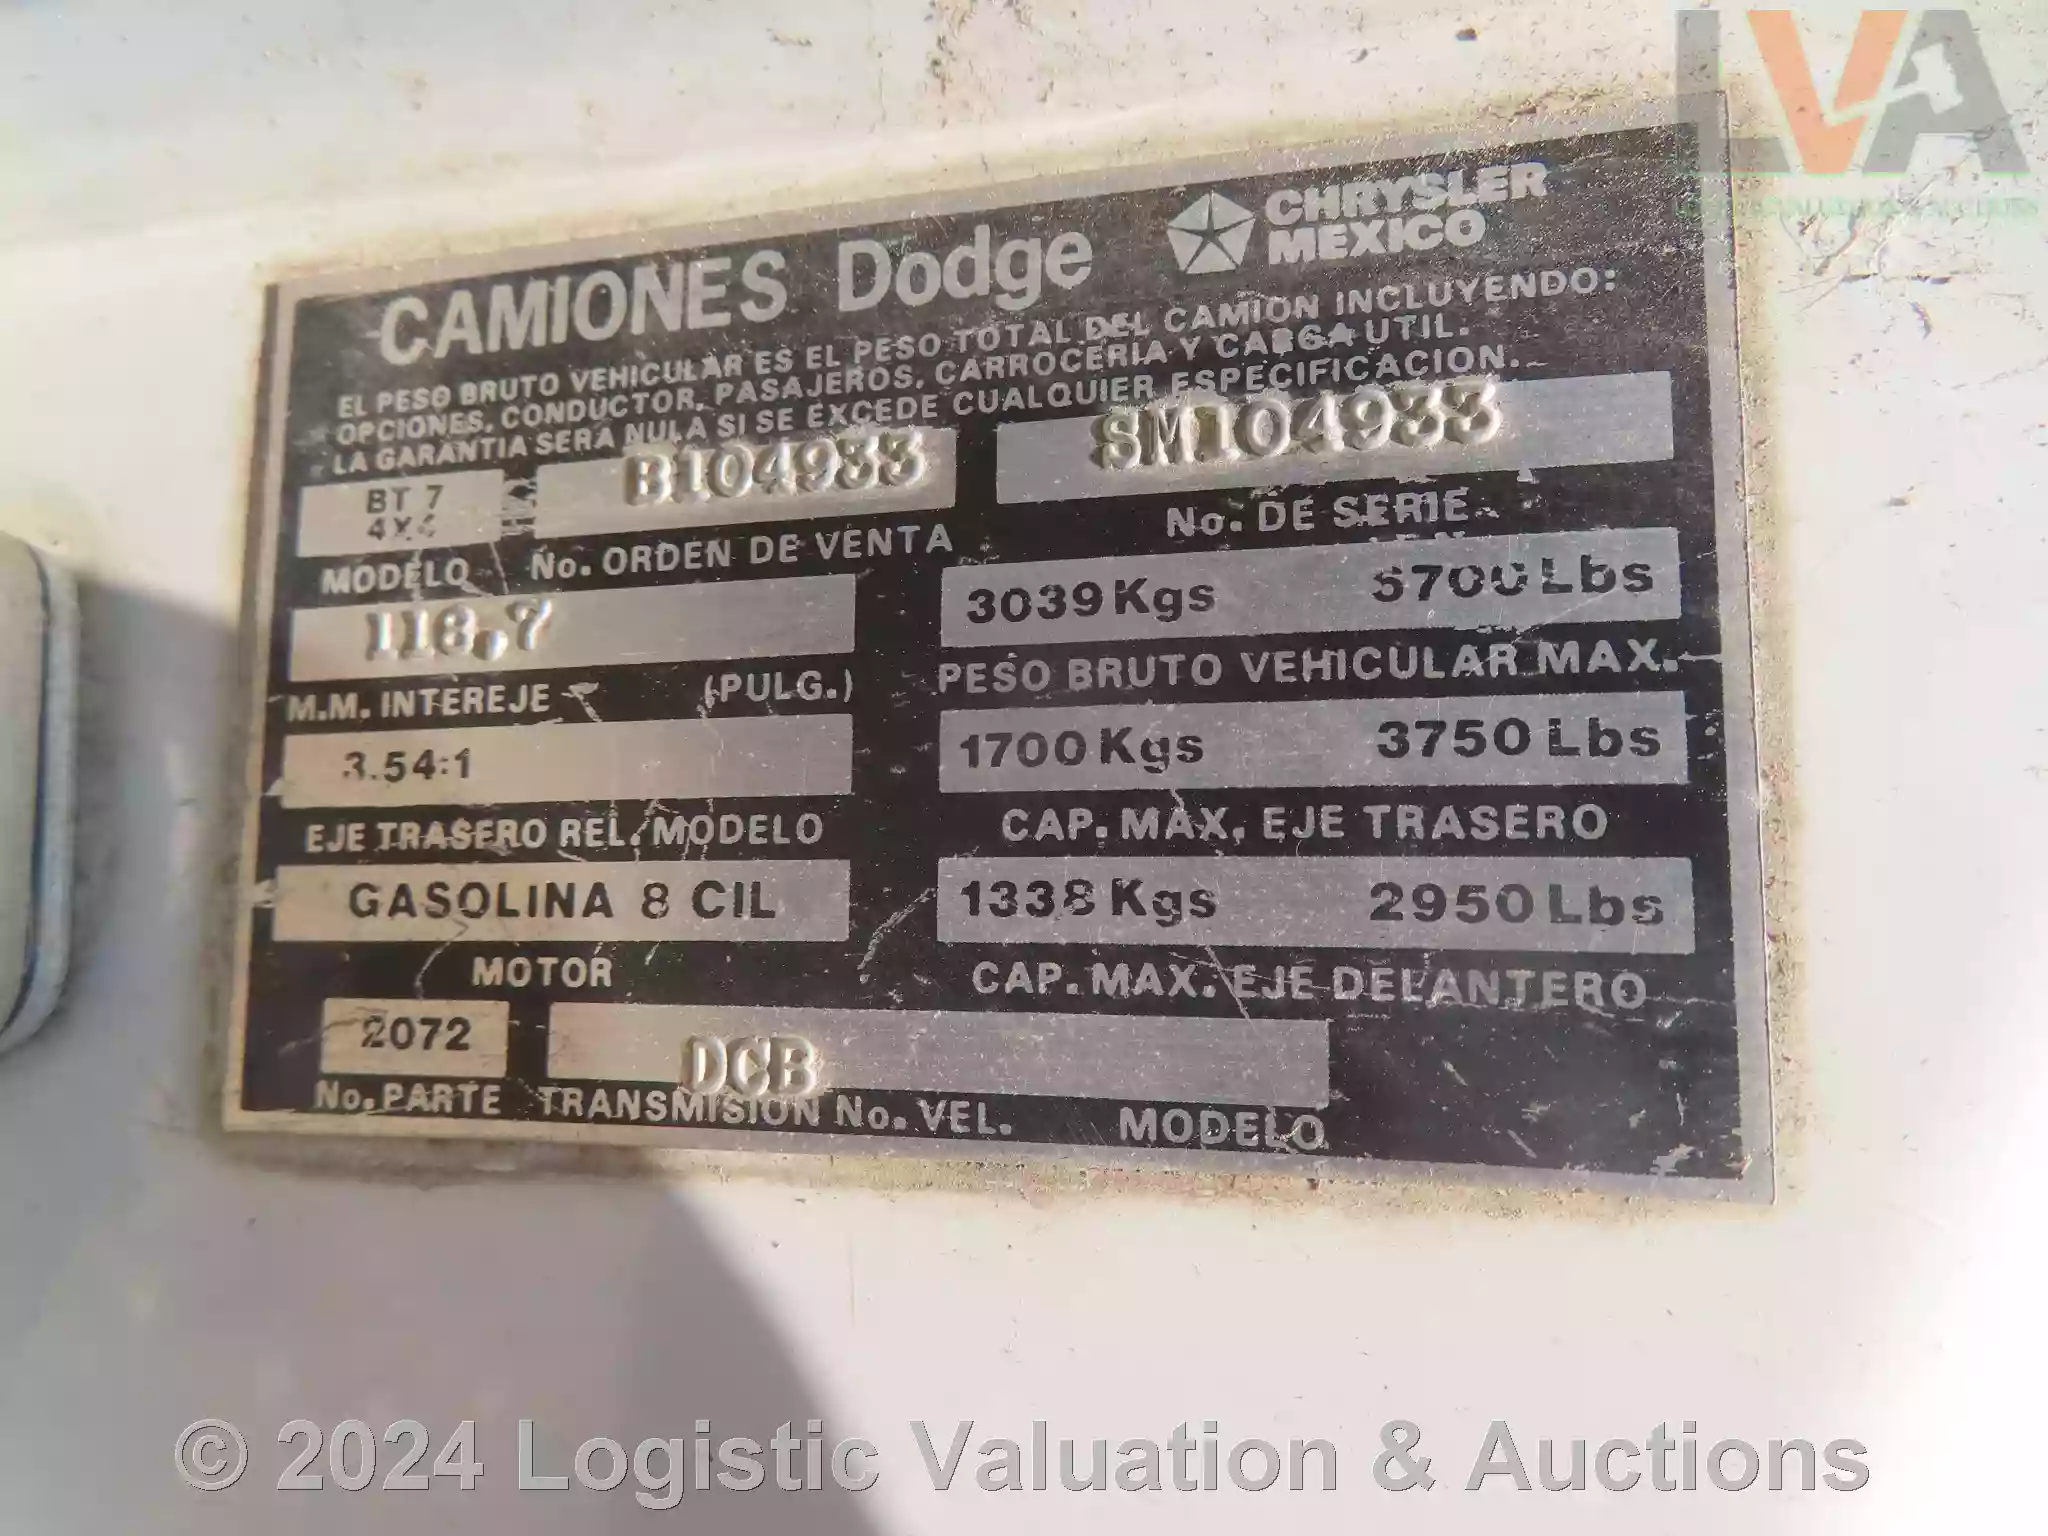 LVA
CAMIONES Dodge CHRYSLER
MEXICO
EL PESO BRUTO VEHICULAR ES EL PESO TOTAL DEL CAMION INCLUYENDO:
OPCIONES, CONDUCTOR, PASAJEROS, CARROCERIA Y CARGA UTIL.
LA GARANTIA SERA NULA SI SE EXCEDE CUALQUIER ESPECIFICACION.
BT 7
4X4
B104933
SM104933
MODELO No. ORDEN DE VENTA No. DE SERIE
118.7
3039 Kgs 6700 Lbs
M.M. INTEREJE (PULG.)
PESO BRUTO VEHICULAR MAX.
3.54:1
1700 Kgs 3750 Lbs
EJE TRASERO REL. MODELO
CAP. MAX. EJE TRASERO
GASOLINA 8 CIL
1338 Kgs 2950 Lbs
MOTOR
CAP. MAX. EJE DELANTERO
2072
DCB
No. PARTE TRANSMISION No. VEL. MODELO
© 2024 Logistic Valuation & Auctions